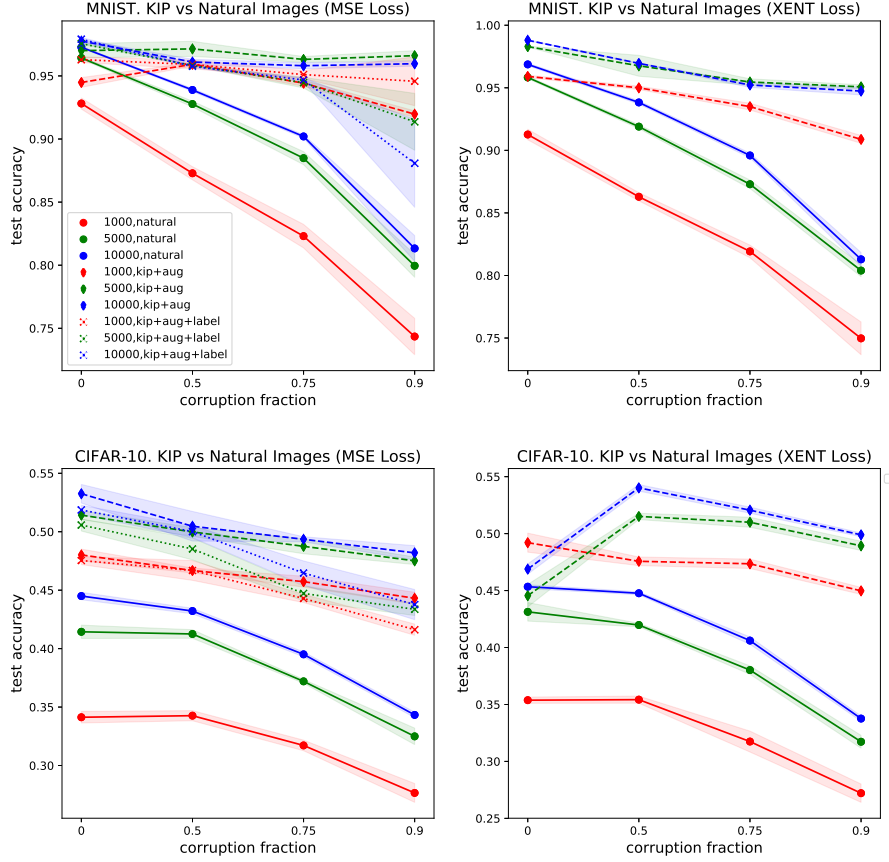 MNIST. KIP vs Natural Images (MSE Loss)
test accuracy
0.95
0.90
0.85
0.80
0.75
1000,natural
5000,natural
10000,natural
1000,kip+aug
5000,kip+aug
10000,kip+aug
1000,kip+aug+label
5000,kip+aug+label
10000,kip+aug+label
0 0.5 0.75 0.9
corruption fraction
MNIST. KIP vs Natural Images (XENT Loss)
test accuracy
1.00
0.95
0.90
0.85
0.80
0.75
0 0.5 0.75 0.9
corruption fraction
CIFAR-10. KIP vs Natural Images (MSE Loss)
test accuracy
0.55
0.50
0.45
0.40
0.35
0.30
0 0.5 0.75 0.9
corruption fraction
CIFAR-10. KIP vs Natural Images (XENT Loss)
test accuracy
0.55
0.50
0.45
0.40
0.35
0.30
0.25
0 0.5 0.75 0.9
corruption fraction